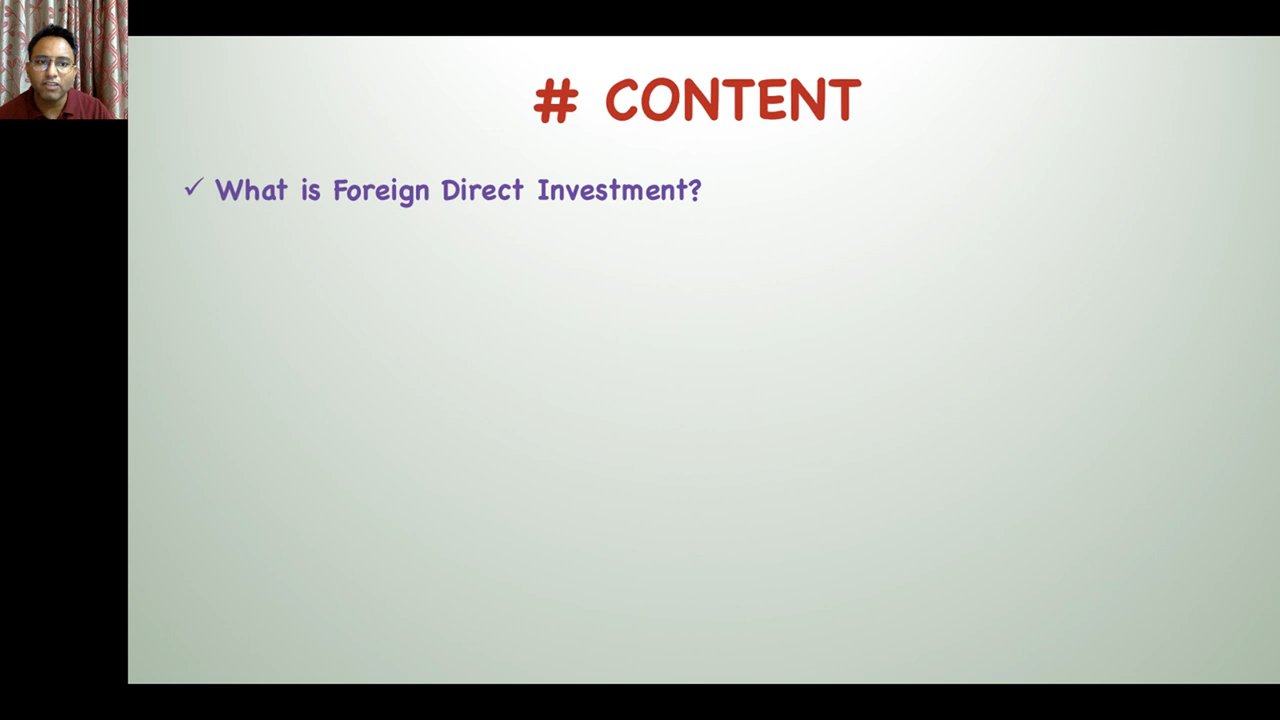 # CONTENT
✓ What is Foreign Direct Investment?